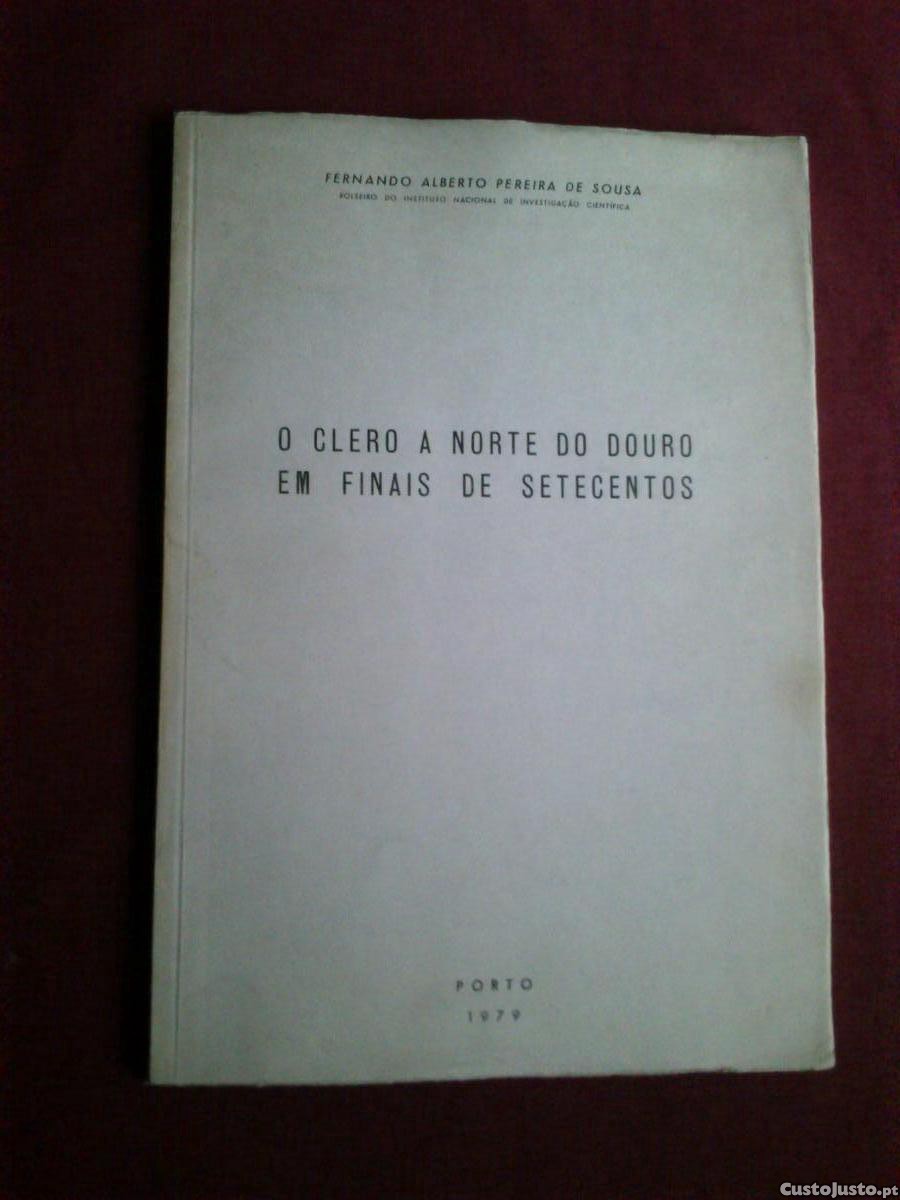 FERNANDO ALBERTO PEREIRA DE SOUSA
BOLSEIRO DO INSTITUTO NACIONAL DE INVESTIGAÇÃO CIENTÍFICA
O CLERO A NORTE DO DOURO
EM FINAIS DE SETECENTOS
PORTO
1979
CustoJusto.pt